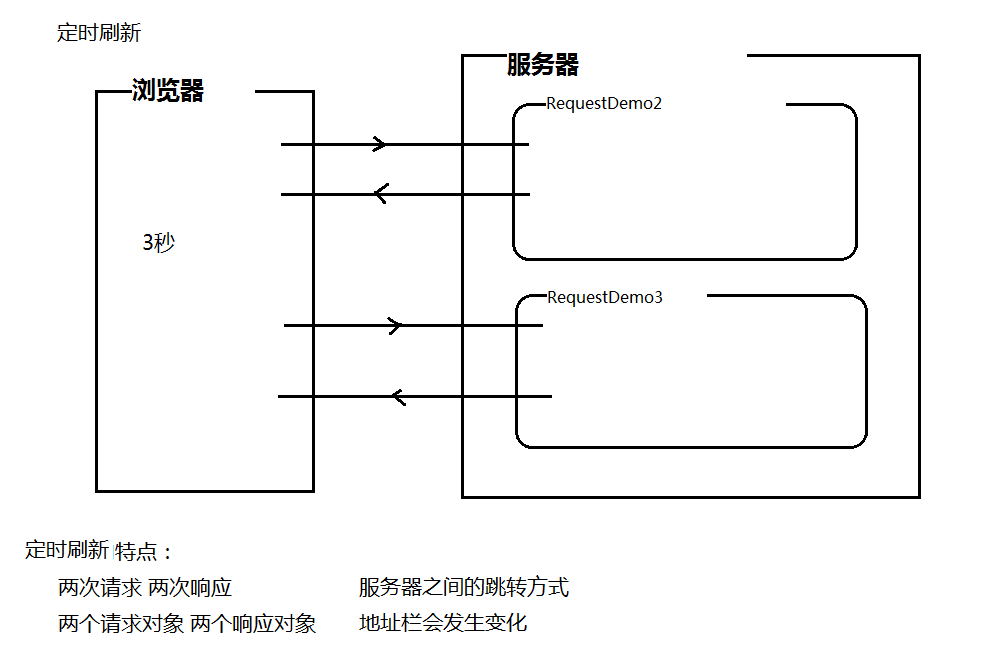 定时刷新
服务器
浏览器
RequestDemo2
3秒
RequestDemo3
定时刷新 特点：
两次请求 两次响应 服务器之间的跳转方式
两个请求对象 两个响应对象 地址栏会发生变化